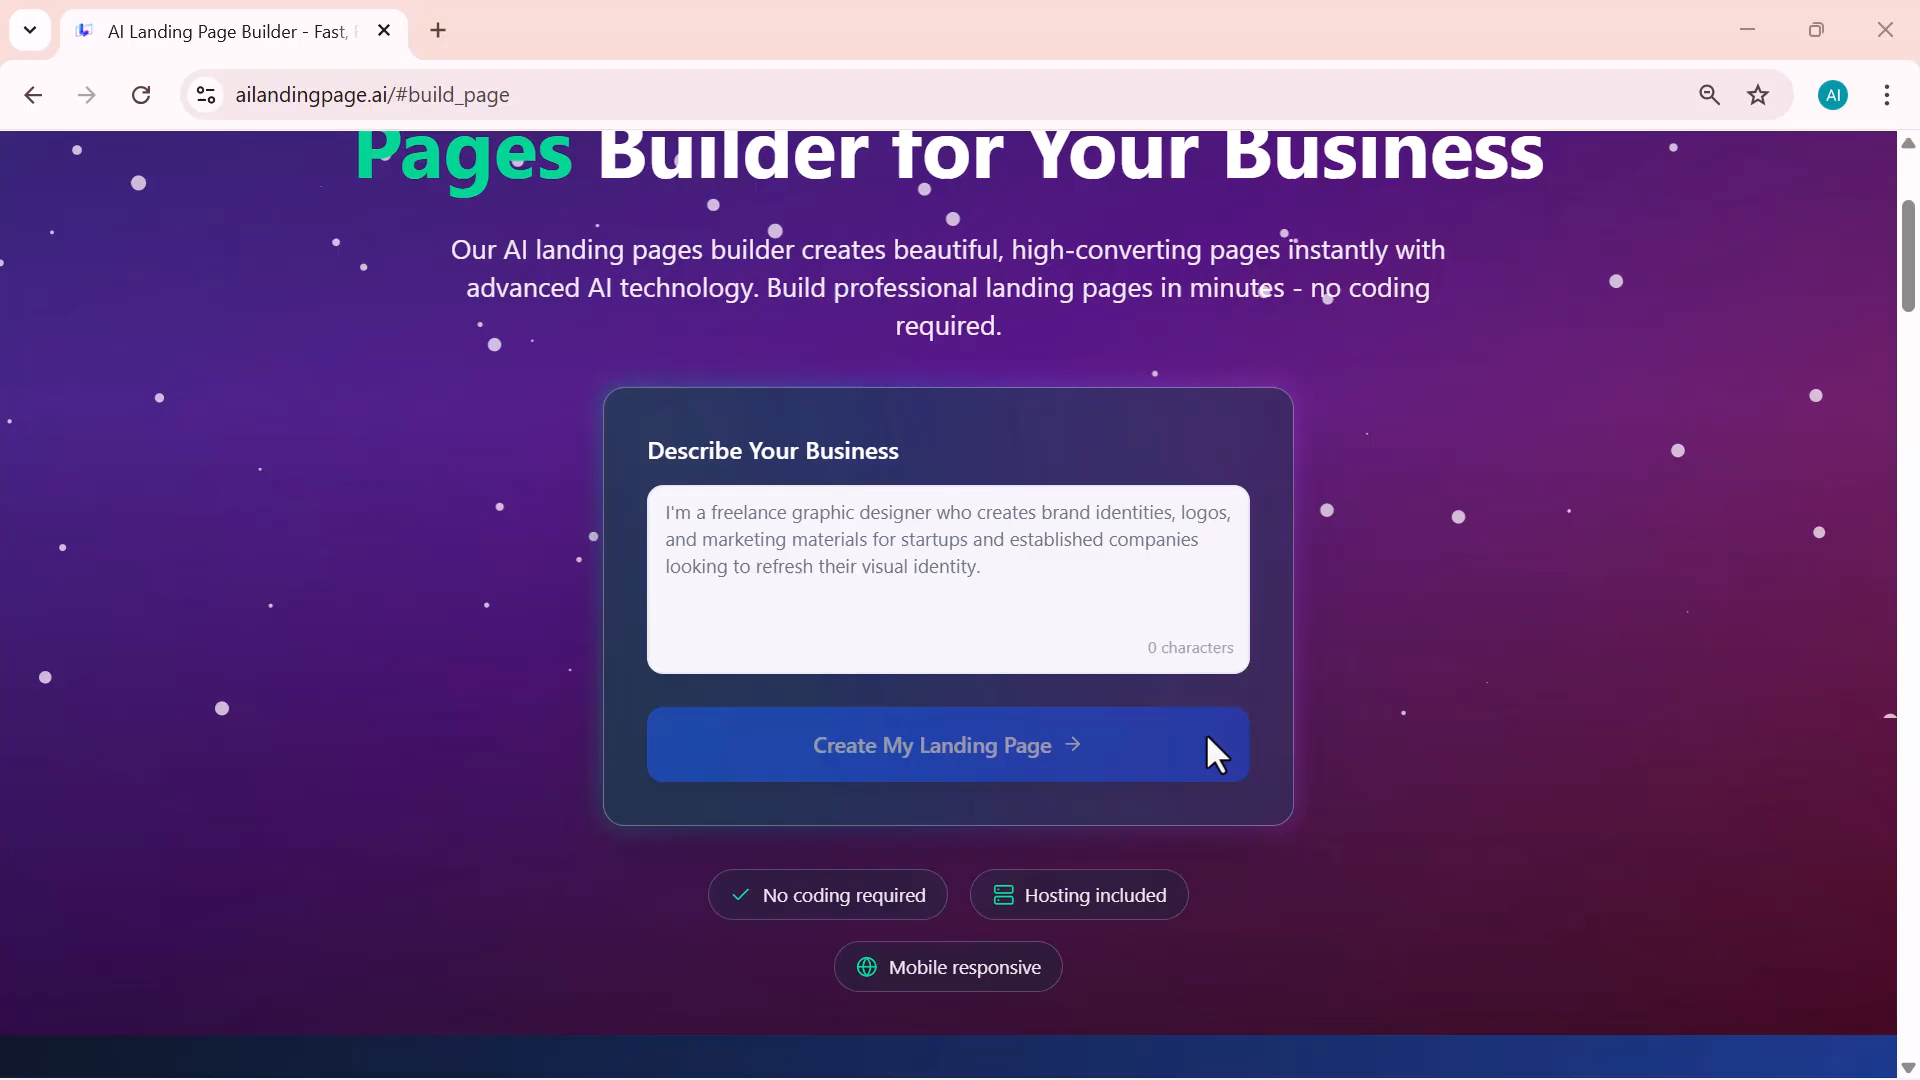 AI Landing Page Builder - Fast,
ailandingpage.ai/#build_page
AI
Pages Builder for Your Business
Our AI landing pages builder creates beautiful, high-converting pages instantly with
advanced AI technology. Build professional landing pages in minutes - no coding
required.
Describe Your Business
I'm a freelance graphic designer who creates brand identities, logos,
and marketing materials for startups and established companies
looking to refresh their visual identity.
0 characters
Create My Landing Page →
No coding required
Hosting included
Mobile responsive